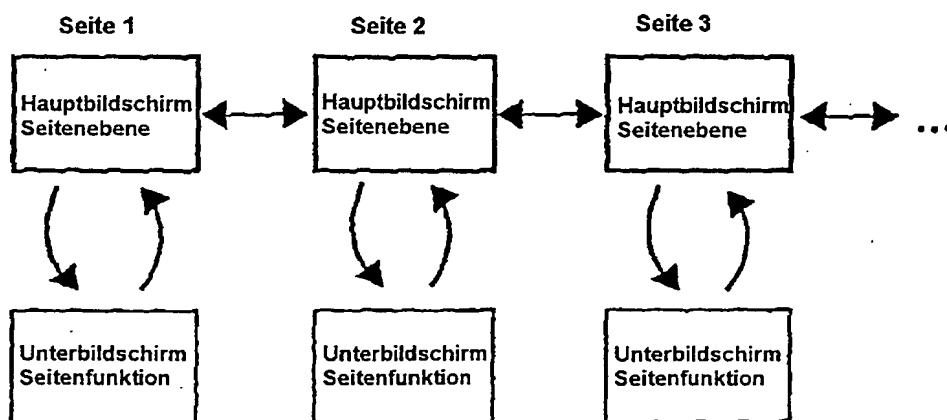 Seite 1 Seite 2 Seite 3
Hauptbildschirm Hauptbildschirm Hauptbildschirm
Seitenebene Seitenebene Seitenebene
...
Unterbildschirm Unterbildschirm Unterbildschirm
Seitenfunktion Seitenfunktion Seitenfunktion